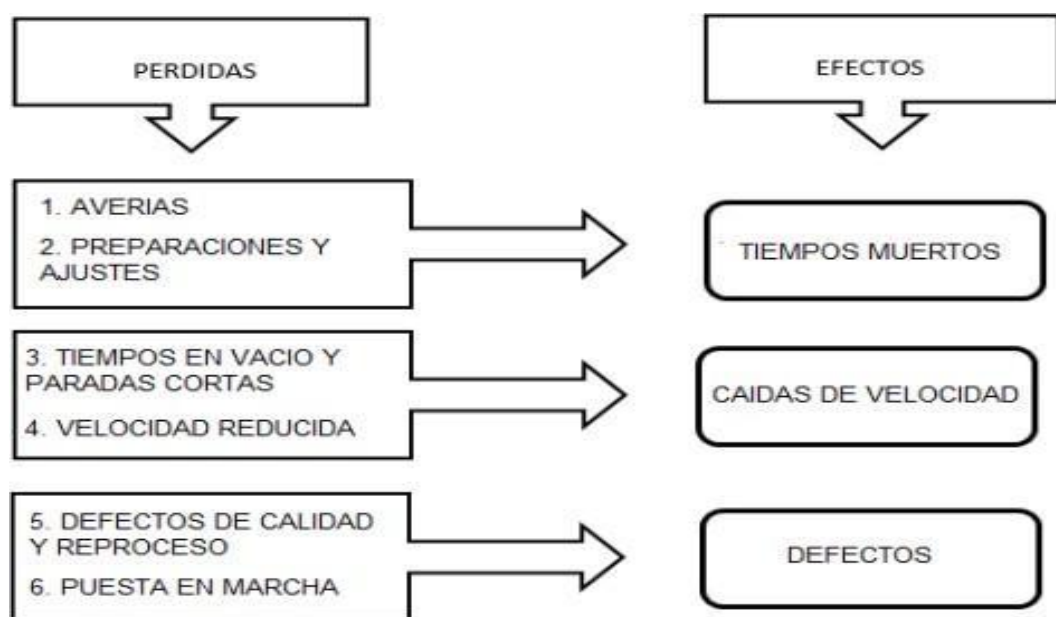 PERDIDAS
EFECTOS
1. AVERIAS
2. PREPARACIONES Y
AJUSTES
TIEMPOS MUERTOS
3. TIEMPOS EN VACIO Y
PARADAS CORTAS
4. VELOCIDAD REDUCIDA
CAIDAS DE VELOCIDAD
5. DEFECTOS DE CALIDAD
Y REPROCESO
6. PUESTA EN MARCHA
DEFECTOS